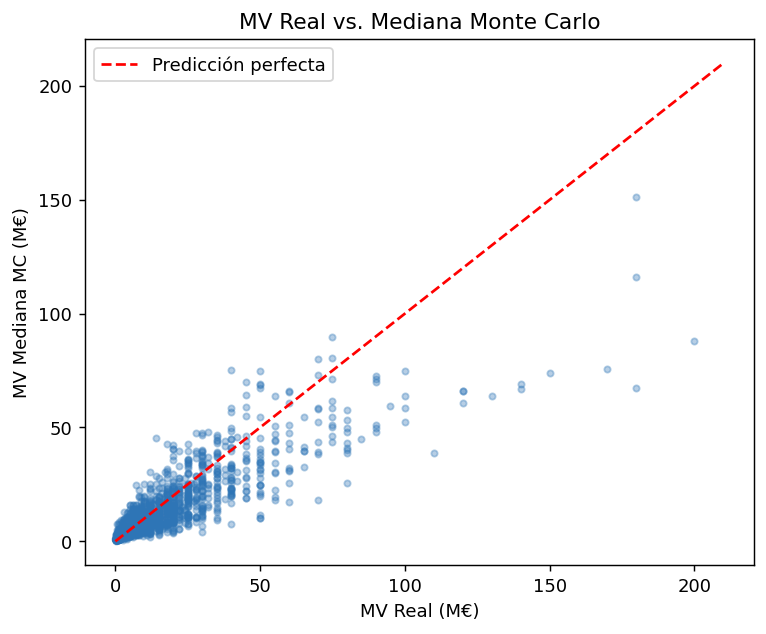 MV Real vs. Mediana Monte Carlo
Predicción perfecta
200
150
100
50
0
MV Mediana MC (M€)
0 50 100 150 200
MV Real (M€)